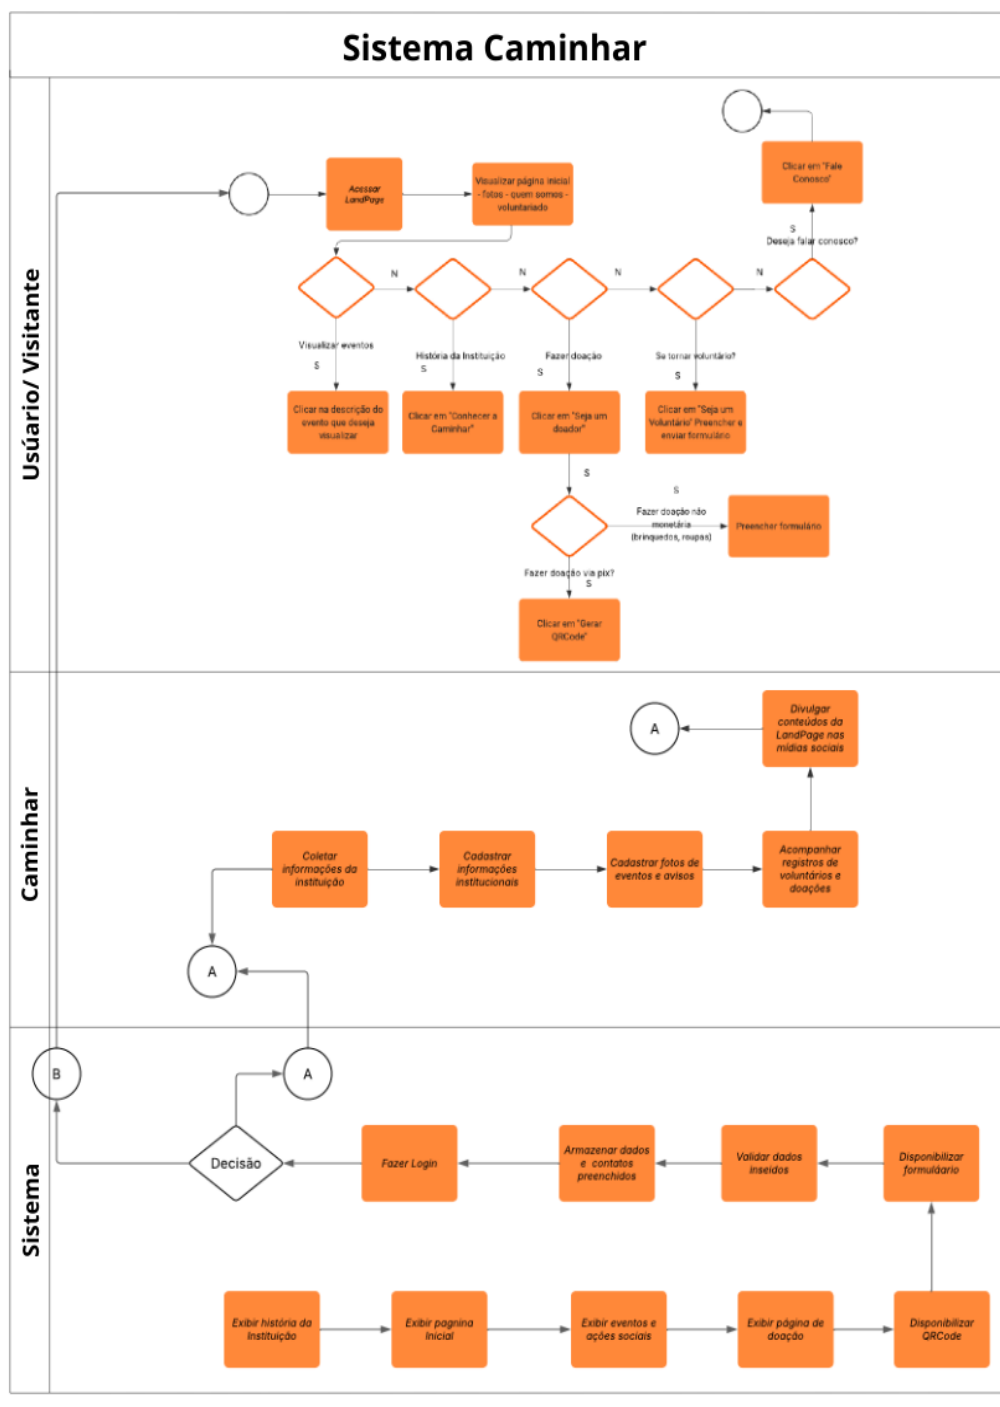 Sistema Caminhar
Usúario/ Visitante
Clicar em "Fale
Conosco"
Acessar
LandPage
Visualizar página inicial
- fotos - quem somos -
voluntariado
S
Deseja falar conosco?
N
N
N
N
Visualizar eventos
S
História da Instituição
S
Fazer doação
S
Se tornar voluntário?
S
Clicar na descrição do
evento que deseja
visualizar
Clicar em "Conhecer a
Caminhar"
Clicar em "Seja um
doador"
Clicar em "Seja um
Voluntário" Preencher e
enviar formulário
S
S
Fazer doação não
monetária
(brinquedos, roupas)
Preencher formulário
Fazer doação via pix?
S
Clicar em "Gerar
QRCode"
Caminhar
A
Divulgar
conteúdos da
LandPage nas
mídias sociais
Coletar
informações da
instituição
Cadastrar
informações
institucionais
Cadastrar fotos de
eventos e avisos
Acompanhar
registros de
voluntários e
doações
A
Sistema
B
A
Decisão
Fazer Login
Armazenar dados
e contatos
preenchidos
Validar dados
inseidos
Disponibilizar
formuláario
Exibir história da
Instituição
Exibir pagnina
Inicial
Exibir eventos e
ações sociais
Exibir página de
doação
Disponibilizar
QRCode